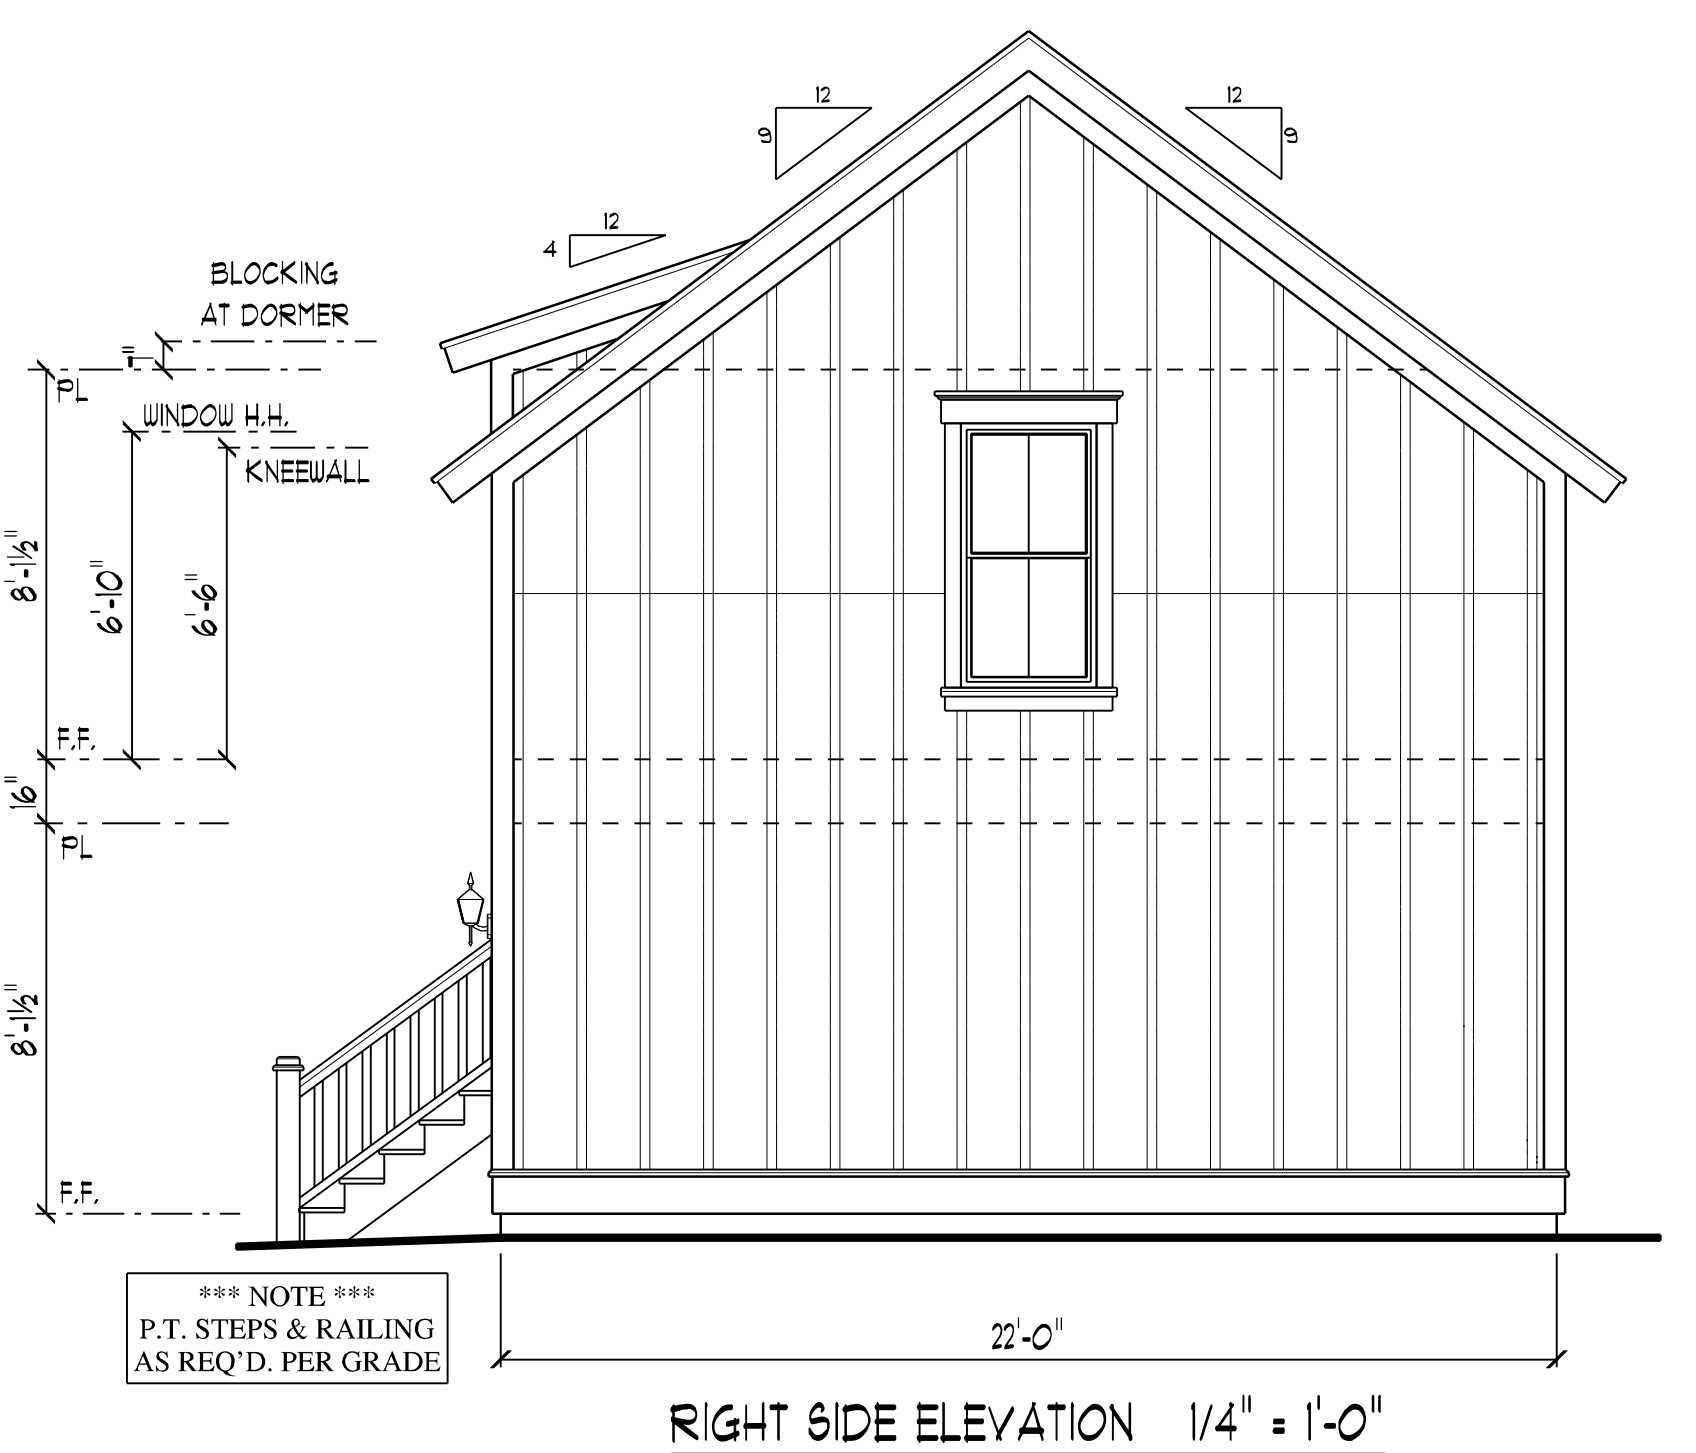 12
9
12
9
12
4
BLOCKING
AT DORMER
PL
WINDOW H.H.
KNEEWALL
8'-1½"
6'-10"
6'-6"
F.F.
16"
PL
8'-1½"
F.F.
*** NOTE ***
P.T. STEPS & RAILING
AS REQ'D. PER GRADE
22'-0"
RIGHT SIDE ELEVATION 1/4" = 1'-0"